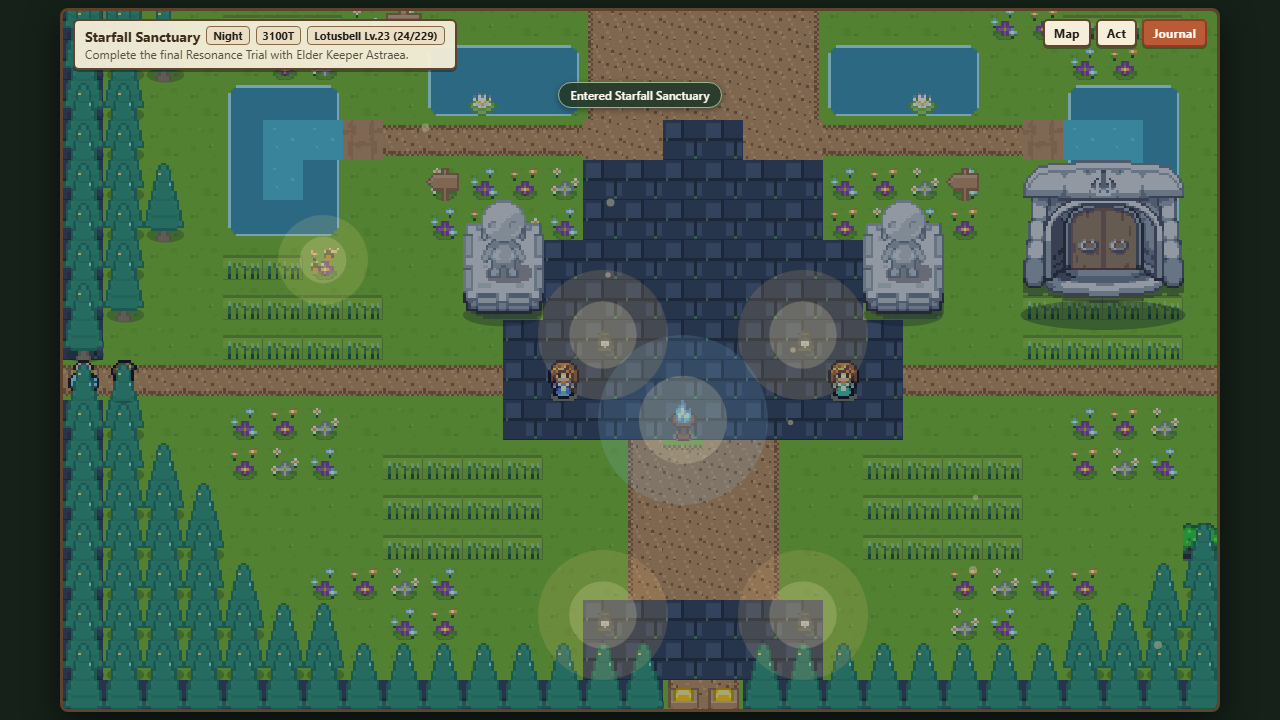 Starfall Sanctuary Night 3100T Lotusbell Lv.23 (24/229)
Complete the final Resonance Trial with Elder Keeper Astraea.
Map Act Journal
Entered Starfall Sanctuary